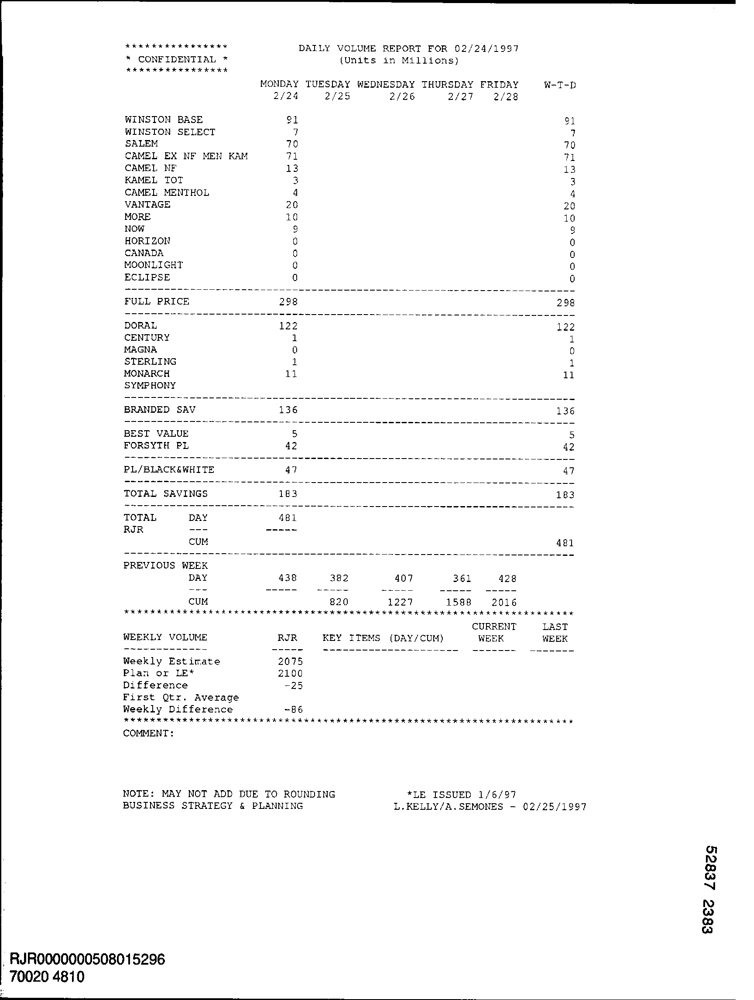 ****************
* CONFIDENTIAL *
****************
DAILY VOLUME REPORT FOR 02/24/1997
(Units in Millions)
MONDAY TUESDAY WEDNESDAY THURSDAY FRIDAY W-T-D
2/24 2/25 2/26 2/27 2/28
WINSTON BASE 91 91
WINSTON SELECT 7 7
SALEM 70 70
CAMEL EX NF MEN KAM 71 71
CAMEL NF 13 13
KAMEL TOT 3 3
CAMEL MENTHOL 4 4
VANTAGE 20 20
MORE 10 10
NOW 9 9
HORIZON 0 0
CANADA 0 0
MOONLIGHT 0 0
ECLIPSE 0 0
FULL PRICE 298 298
DORAL 122 122
CENTURY 1 1
MAGNA 0 0
STERLING 1 1
MONARCH 11 11
SYMPHONY
BRANDED SAV 136 136
BEST VALUE 5 5
FORSYTH PL 42 42
PL/BLACK&WHITE 47 47
TOTAL SAVINGS 183 183
TOTAL DAY 481
RJR --- -----
CUM 481
PREVIOUS WEEK
DAY 438 382 407 361 428
--- ----- ----- ----- ----- -----
CUM 820 1227 1588 2016
CURRENT LAST
WEEKLY VOLUME RJR KEY ITEMS (DAY/CUM) WEEK WEEK
Weekly Estimate 2075
Plan or LE* 2100
Difference -25
First Qtr. Average
Weekly Difference -86
COMMENT:
NOTE: MAY NOT ADD DUE TO ROUNDING *LE ISSUED 1/6/97
BUSINESS STRATEGY & PLANNING L.KELLY/A.SEMONES - 02/25/1997
52837 2383
RJR0000000508015296
70020 4810